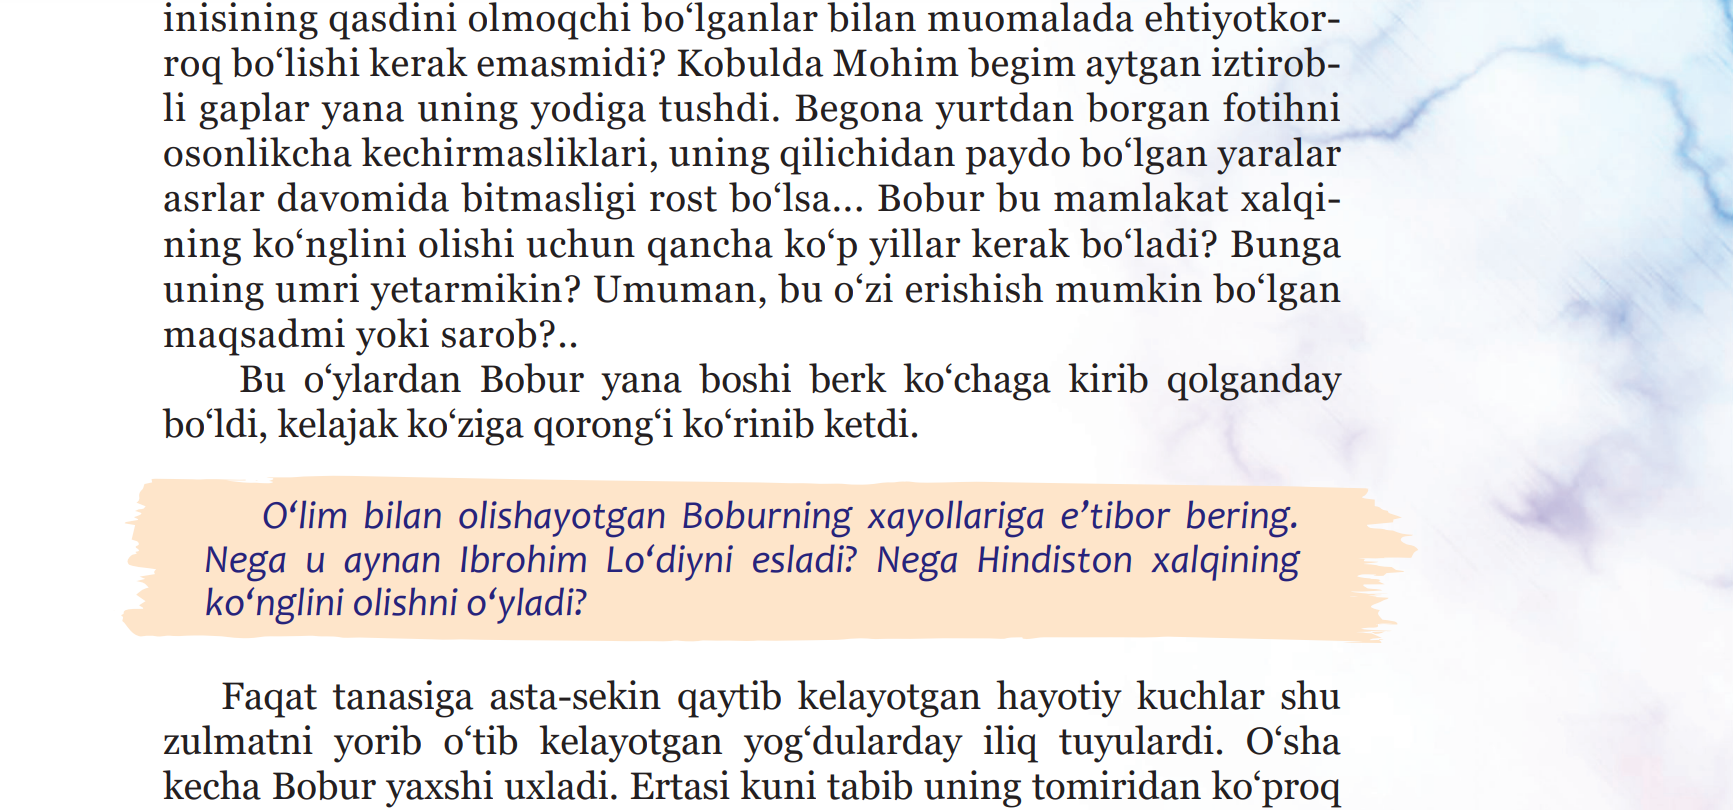 inisining qasdini olmoqchi bo‘lganlar bilan muomalada ehtiyotkor-
roq bo‘lishi kerak emasmidi? Kobulda Mohim begim aytgan iztirob-
li gaplar yana uning yodiga tushdi. Begona yurtdan borgan fotihni
osonlikcha kechirmasliklari, uning qilichidan paydo bo‘lgan yaralar
asrlar davomida bitmasligi rost bo‘lsa... Bobur bu mamlakat xalqi-
ning ko‘nglini olishi uchun qancha ko‘p yillar kerak bo‘ladi? Bunga
uning umri yetarmikin? Umuman, bu o‘zi erishish mumkin bo‘lgan
maqsadmi yoki sarob?..
Bu o‘ylardan Bobur yana boshi berk ko‘chaga kirib qolganday
bo‘ldi, kelajak ko‘ziga qorong‘i ko‘rinib ketdi.
O‘lim bilan olishayotgan Boburning xayollariga e’tibor bering.
Nega u aynan Ibrohim Lo‘diyni esladi? Nega Hindiston xalqining
ko‘nglini olishni o‘yladi?
Faqat tanasiga asta-sekin qaytib kelayotgan hayotiy kuchlar shu
zulmatni yorib o‘tib kelayotgan yog‘dularday iliq tuyulardi. O‘sha
kecha Bobur yaxshi uxladi. Ertasi kuni tabib uning tomiridan ko‘proq